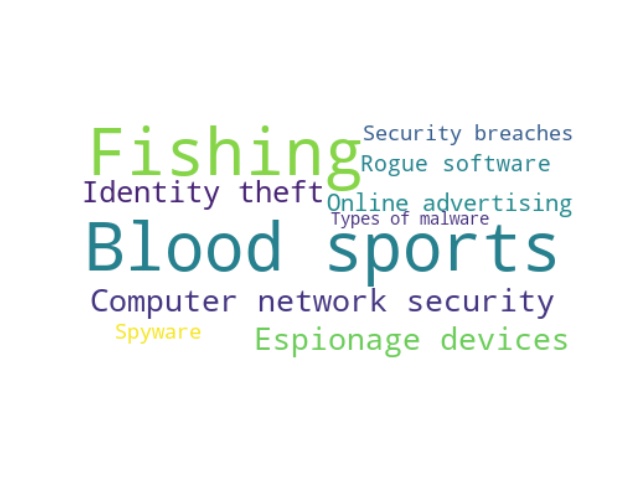 Fishing
Security breaches
Rogue software
Identity theft
Online advertising
Types of malware
Blood sports
Computer network security
Spyware
Espionage devices